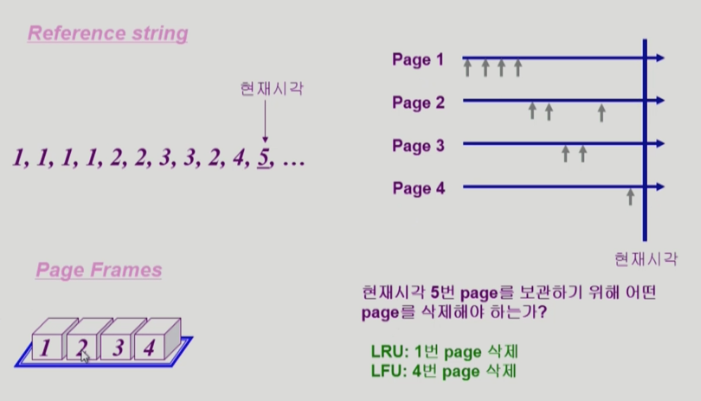 Reference string
현재시각
1, 1, 1, 1, 2, 2, 3, 3, 2, 4, 5, ...
Page 1
Page 2
Page 3
Page 4
현재시각
Page Frames
1 2 3 4
현재시각 5번 page를 보관하기 위해 어떤
page를 삭제해야 하는가?
LRU: 1번 page 삭제
LFU: 4번 page 삭제